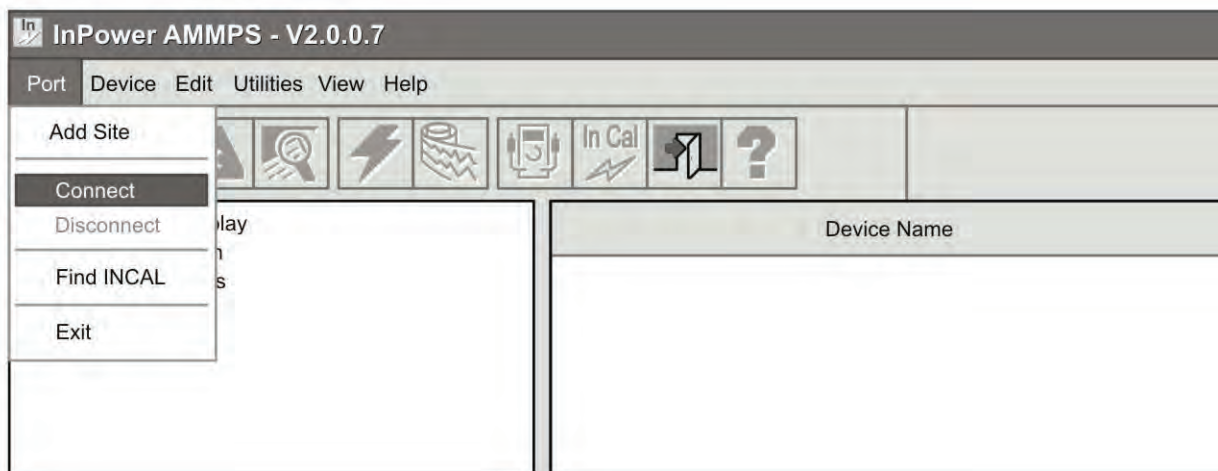 In
InPower AMMPS - V2.0.0.7
Port Device Edit Utilities View Help
Add Site
In Cal
?
Connect
Disconnect
Find INCAL
Exit
Device Name